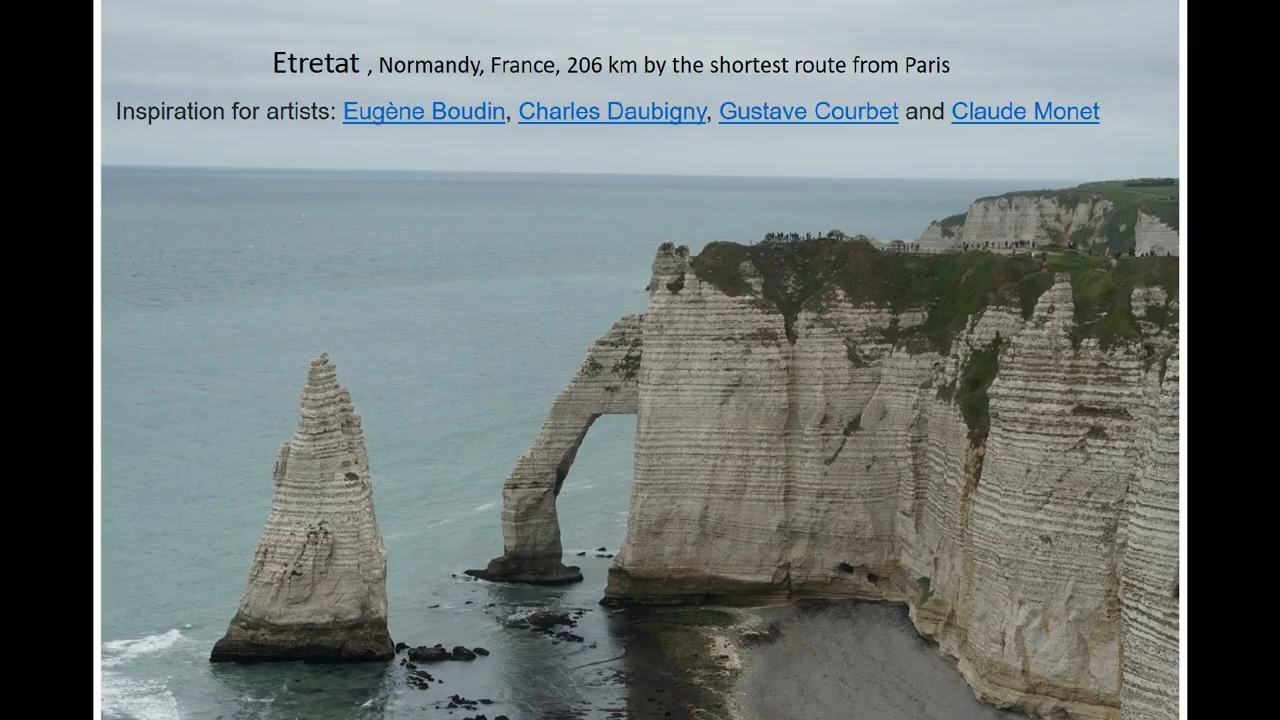 Etretat , Normandy, France, 206 km by the shortest route from Paris
Inspiration for artists: Eugène Boudin, Charles Daubigny, Gustave Courbet and Claude Monet